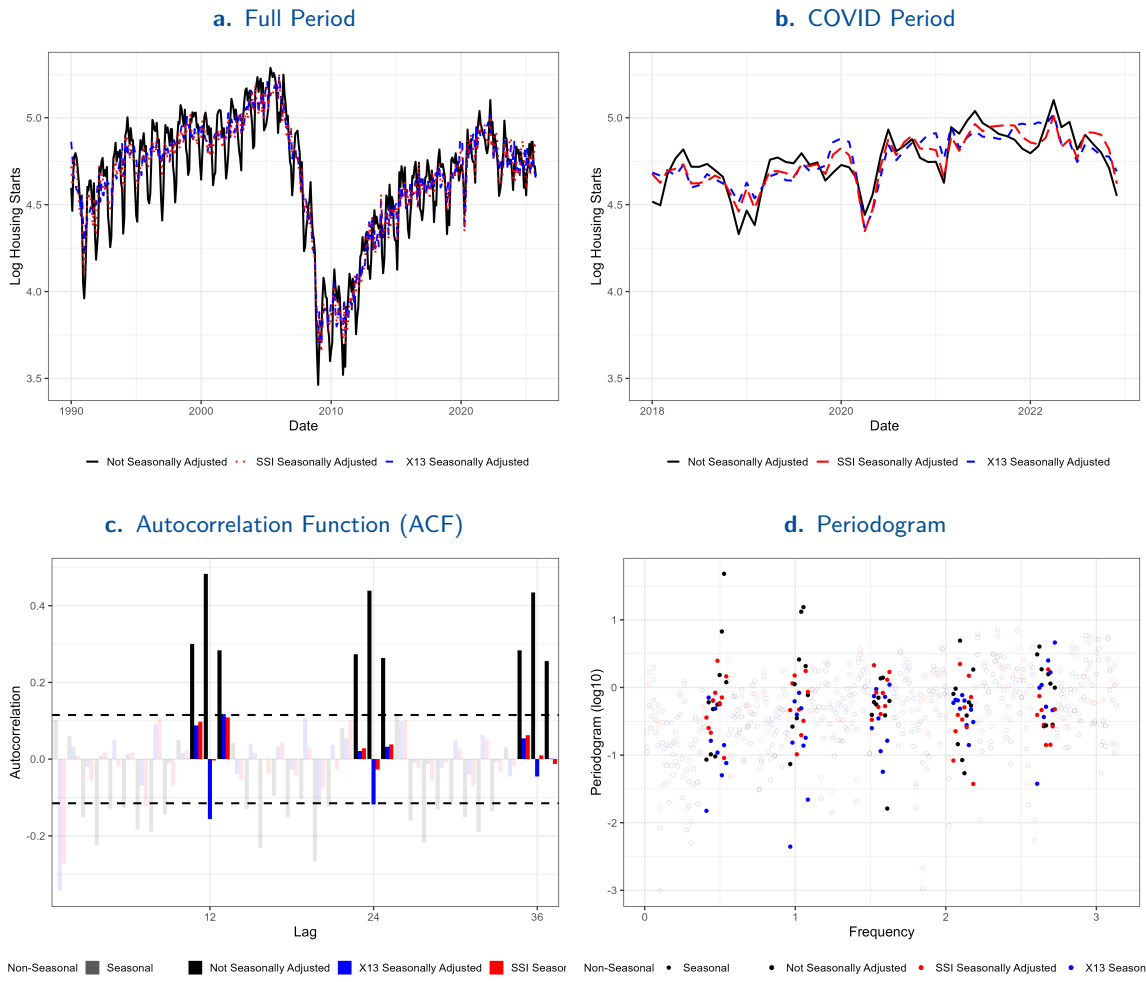 a. Full Period
b. COVID Period
Log Housing Starts
5.0
4.5
4.0
3.5
1990
2000
2010
2020
Date
Not Seasonally Adjusted
SSI Seasonally Adjusted
X13 Seasonally Adjusted
Log Housing Starts
5.0
4.5
4.0
3.5
2018
2020
2022
Date
Not Seasonally Adjusted
SSI Seasonally Adjusted
X13 Seasonally Adjusted
c. Autocorrelation Function (ACF)
d. Periodogram
Autocorrelation
0.4
0.2
0.0
-0.2
12
24
36
Lag
Non-Seasonal
Seasonal
Not Seasonally Adjusted
X13 Seasonally Adjusted
SSI Season
Periodogram (log10)
1
0
-1
-2
-3
0
1
2
3
Frequency
Non-Seasonal
Seasonal
Not Seasonally Adjusted
SSI Seasonally Adjusted
X13 Season